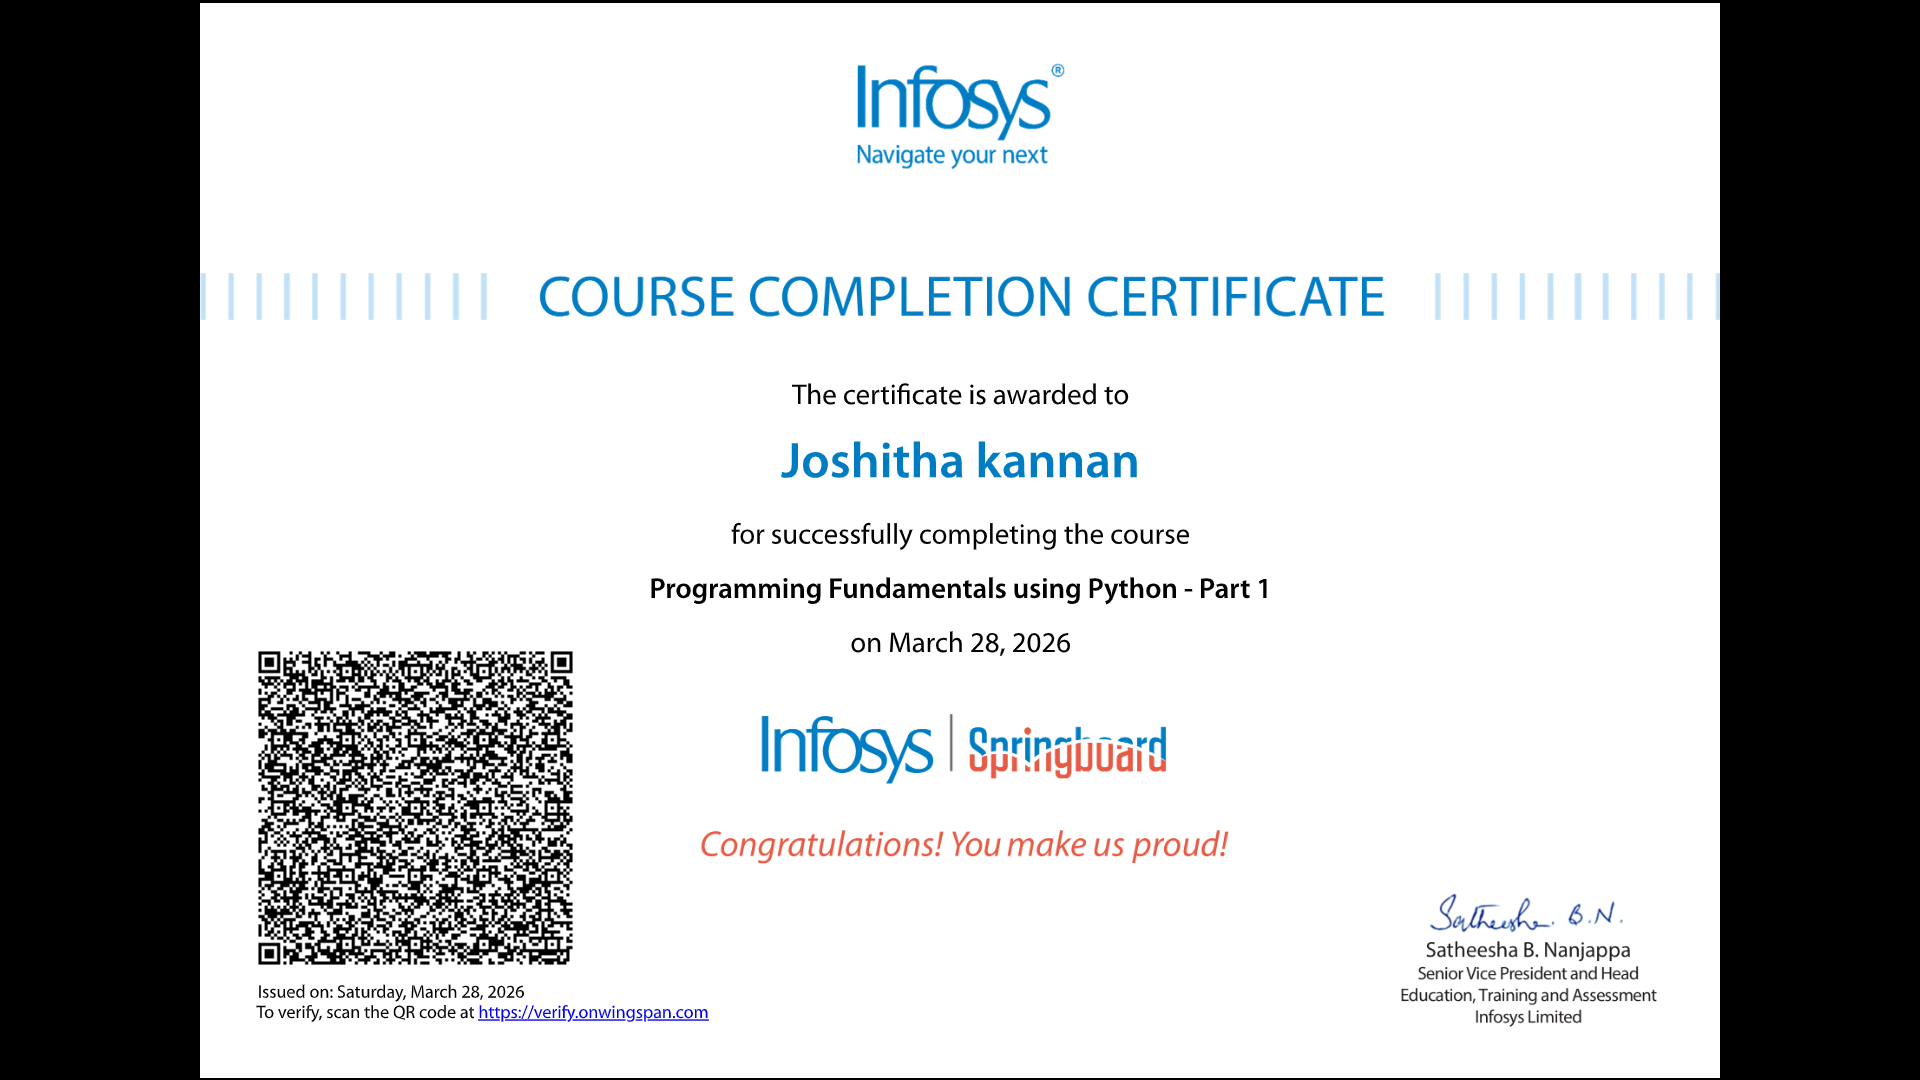 Infosys®
Navigate your next
COURSE COMPLETION CERTIFICATE
The certificate is awarded to
Joshitha kannan
for successfully completing the course
Programming Fundamentals using Python - Part 1
on March 28, 2026
Infosys | Springboard
Congratulations! You make us proud!
Satheesha. B.N.
Satheesha B. Nanjappa
Senior Vice President and Head
Education, Training and Assessment
Infosys Limited
Issued on: Saturday, March 28, 2026
To verify, scan the QR code at https://verify.onwingspan.com